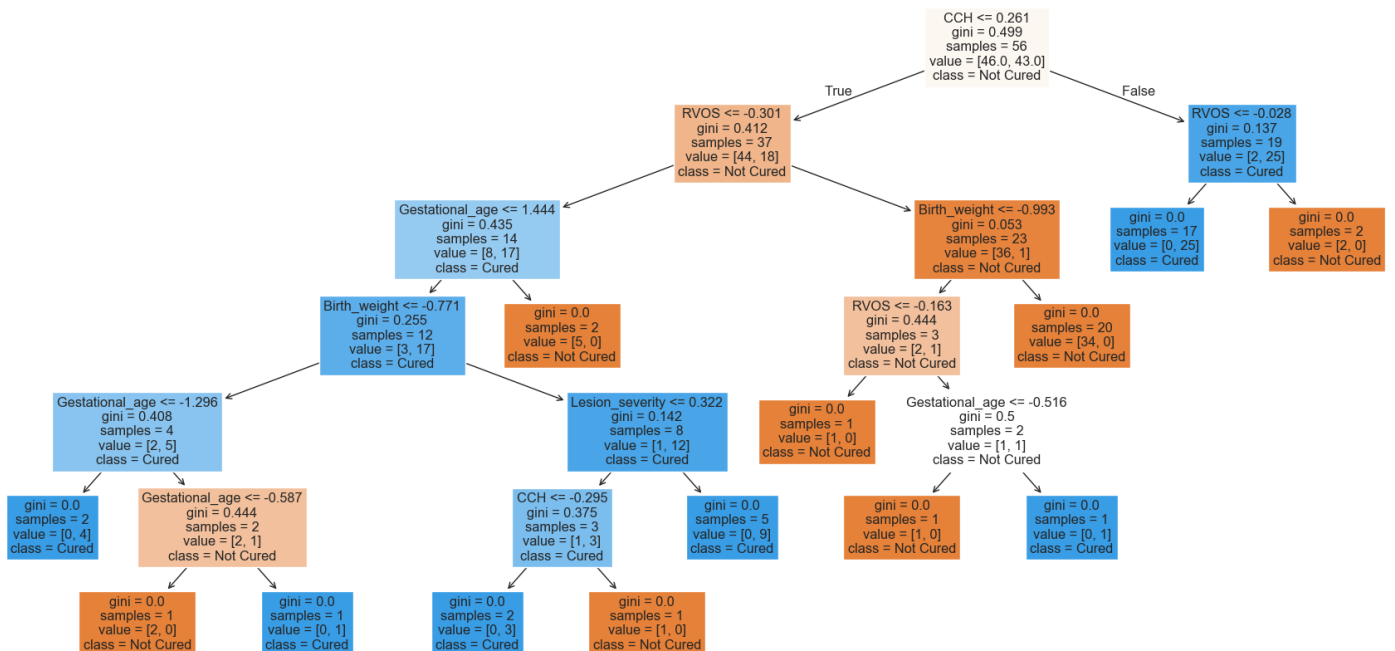 CCH <= 0.261
gini = 0.499
samples = 56
value = [46.0, 43.0]
class = Not Cured
True
False
RVOS <= -0.301
gini = 0.412
samples = 37
value = [44, 18]
class = Not Cured
RVOS <= -0.028
gini = 0.137
samples = 19
value = [2, 25]
class = Cured
Gestational_age <= 1.444
gini = 0.435
samples = 14
value = [8, 17]
class = Cured
Birth_weight <= -0.993
gini = 0.053
samples = 23
value = [36, 1]
class = Not Cured
gini = 0.0
samples = 17
value = [0, 25]
class = Cured
gini = 0.0
samples = 2
value = [2, 0]
class = Not Cured
Birth_weight <= -0.771
gini = 0.255
samples = 12
value = [3, 17]
class = Cured
gini = 0.0
samples = 2
value = [5, 0]
class = Not Cured
RVOS <= -0.163
gini = 0.444
samples = 3
value = [2, 1]
class = Not Cured
gini = 0.0
samples = 20
value = [34, 0]
class = Not Cured
Gestational_age <= -1.296
gini = 0.408
samples = 4
value = [2, 5]
class = Cured
Lesion_severity <= 0.322
gini = 0.142
samples = 8
value = [1, 12]
class = Cured
gini = 0.0
samples = 1
value = [1, 0]
class = Not Cured
Gestational_age <= -0.516
gini = 0.5
samples = 2
value = [1, 1]
class = Not Cured
gini = 0.0
samples = 2
value = [0, 4]
class = Cured
Gestational_age <= -0.587
gini = 0.444
samples = 2
value = [2, 1]
class = Not Cured
CCH <= -0.295
gini = 0.375
samples = 3
value = [1, 3]
class = Cured
gini = 0.0
samples = 5
value = [0, 9]
class = Cured
gini = 0.0
samples = 1
value = [1, 0]
class = Not Cured
gini = 0.0
samples = 1
value = [0, 1]
class = Cured
gini = 0.0
samples = 1
value = [2, 0]
class = Not Cured
gini = 0.0
samples = 1
value = [0, 1]
class = Cured
gini = 0.0
samples = 2
value = [0, 3]
class = Cured
gini = 0.0
samples = 1
value = [1, 0]
class = Not Cured